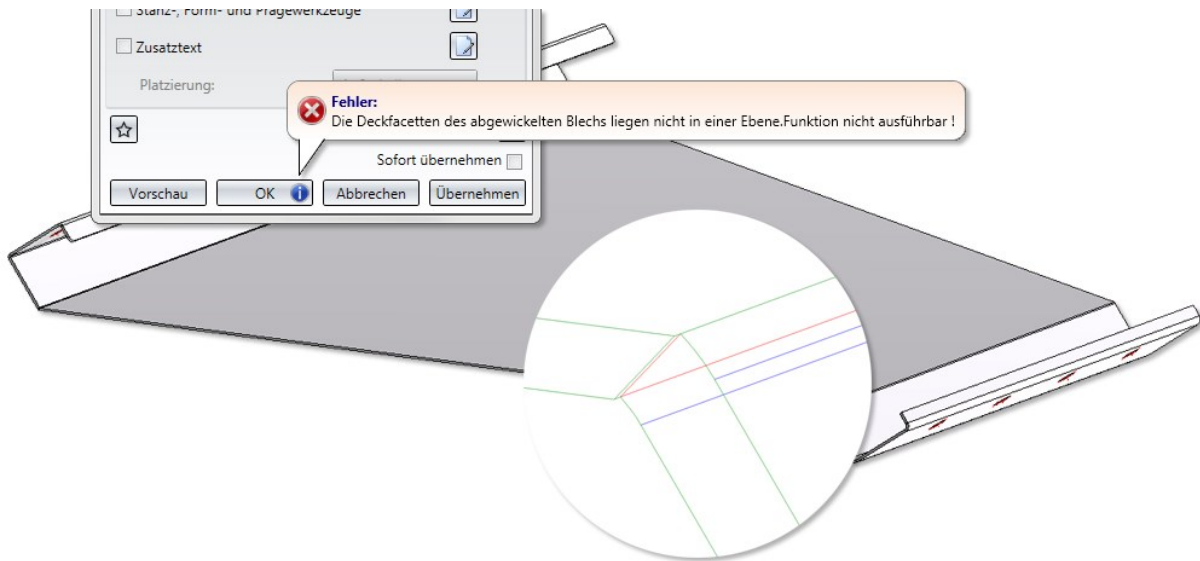 Stanz-, Form- und Prägewerkzeuge
Zusatztext
Platzierung:
Fehler:
Die Deckfacetten des abgewickelten Blechs liegen nicht in einer Ebene.Funktion nicht ausführbar !
Sofort übernehmen
Vorschau
OK
Abbrechen
Übernehmen